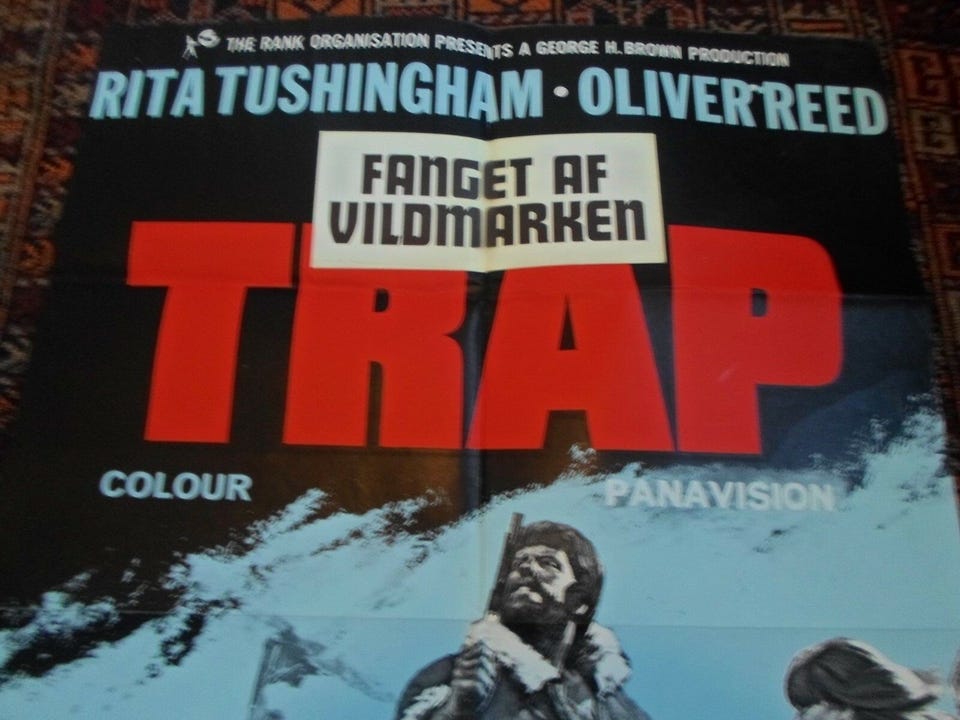 THE RANK ORGANISATION PRESENTS A GEORGE H. BROWN PRODUCTION
RITA TUSHINGHAM · OLIVER REED
FANGET AF
VILDMARKEN
TRAP
COLOUR PANAVISION